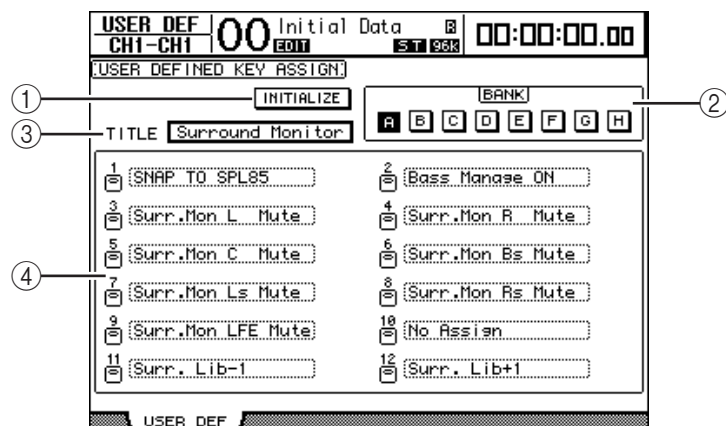 USER DEF 00 Initial Data R 00:00:00.00
CH1-CH1 EDIT ST 96K
USER DEFINED KEY ASSIGN
1 INITIALIZE BANK 2
3 TITLE Surround Monitor A B C D E F G H
1 SNAP TO SPL85 2 Bass Manage ON
3 Surr.Mon L Mute 4 Surr.Mon R Mute
5 Surr.Mon C Mute 6 Surr.Mon Bs Mute
4
7 Surr.Mon Ls Mute 8 Surr.Mon Rs Mute
9 Surr.Mon LFE Mute 10 No Assign
11 Surr. Lib-1 12 Surr. Lib+1
USER DEF